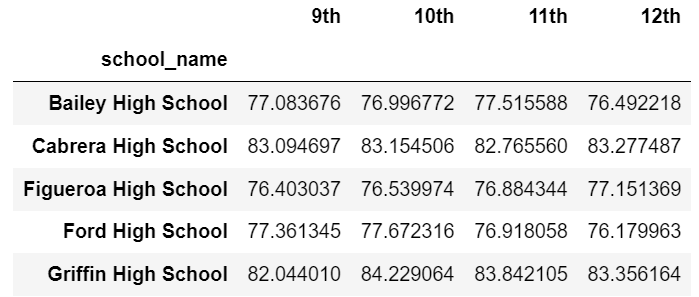 9th 10th 11th 12th
school_name
Bailey High School 77.083676 76.996772 77.515588 76.492218
Cabrera High School 83.094697 83.154506 82.765560 83.277487
Figueroa High School 76.403037 76.539974 76.884344 77.151369
Ford High School 77.361345 77.672316 76.918058 76.179963
Griffin High School 82.044010 84.229064 83.842105 83.356164